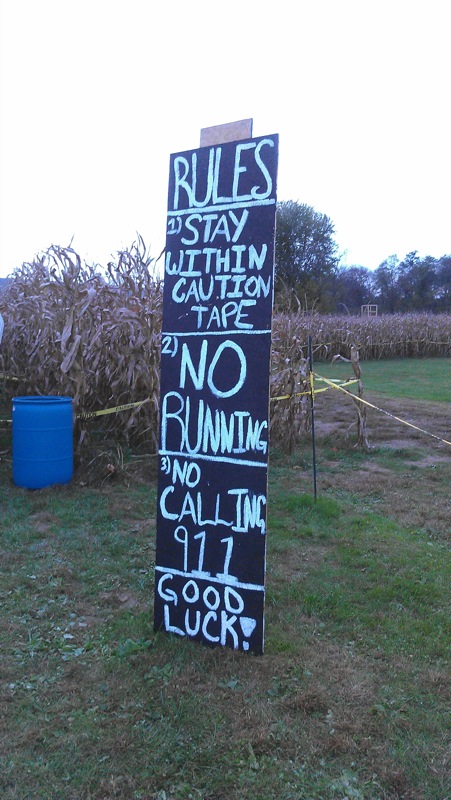 RULES
1) STAY
WITHIN
CAUTION
TAPE
2) NO
RUNNING
3) NO
CALLING
911
GOOD
LUCK!